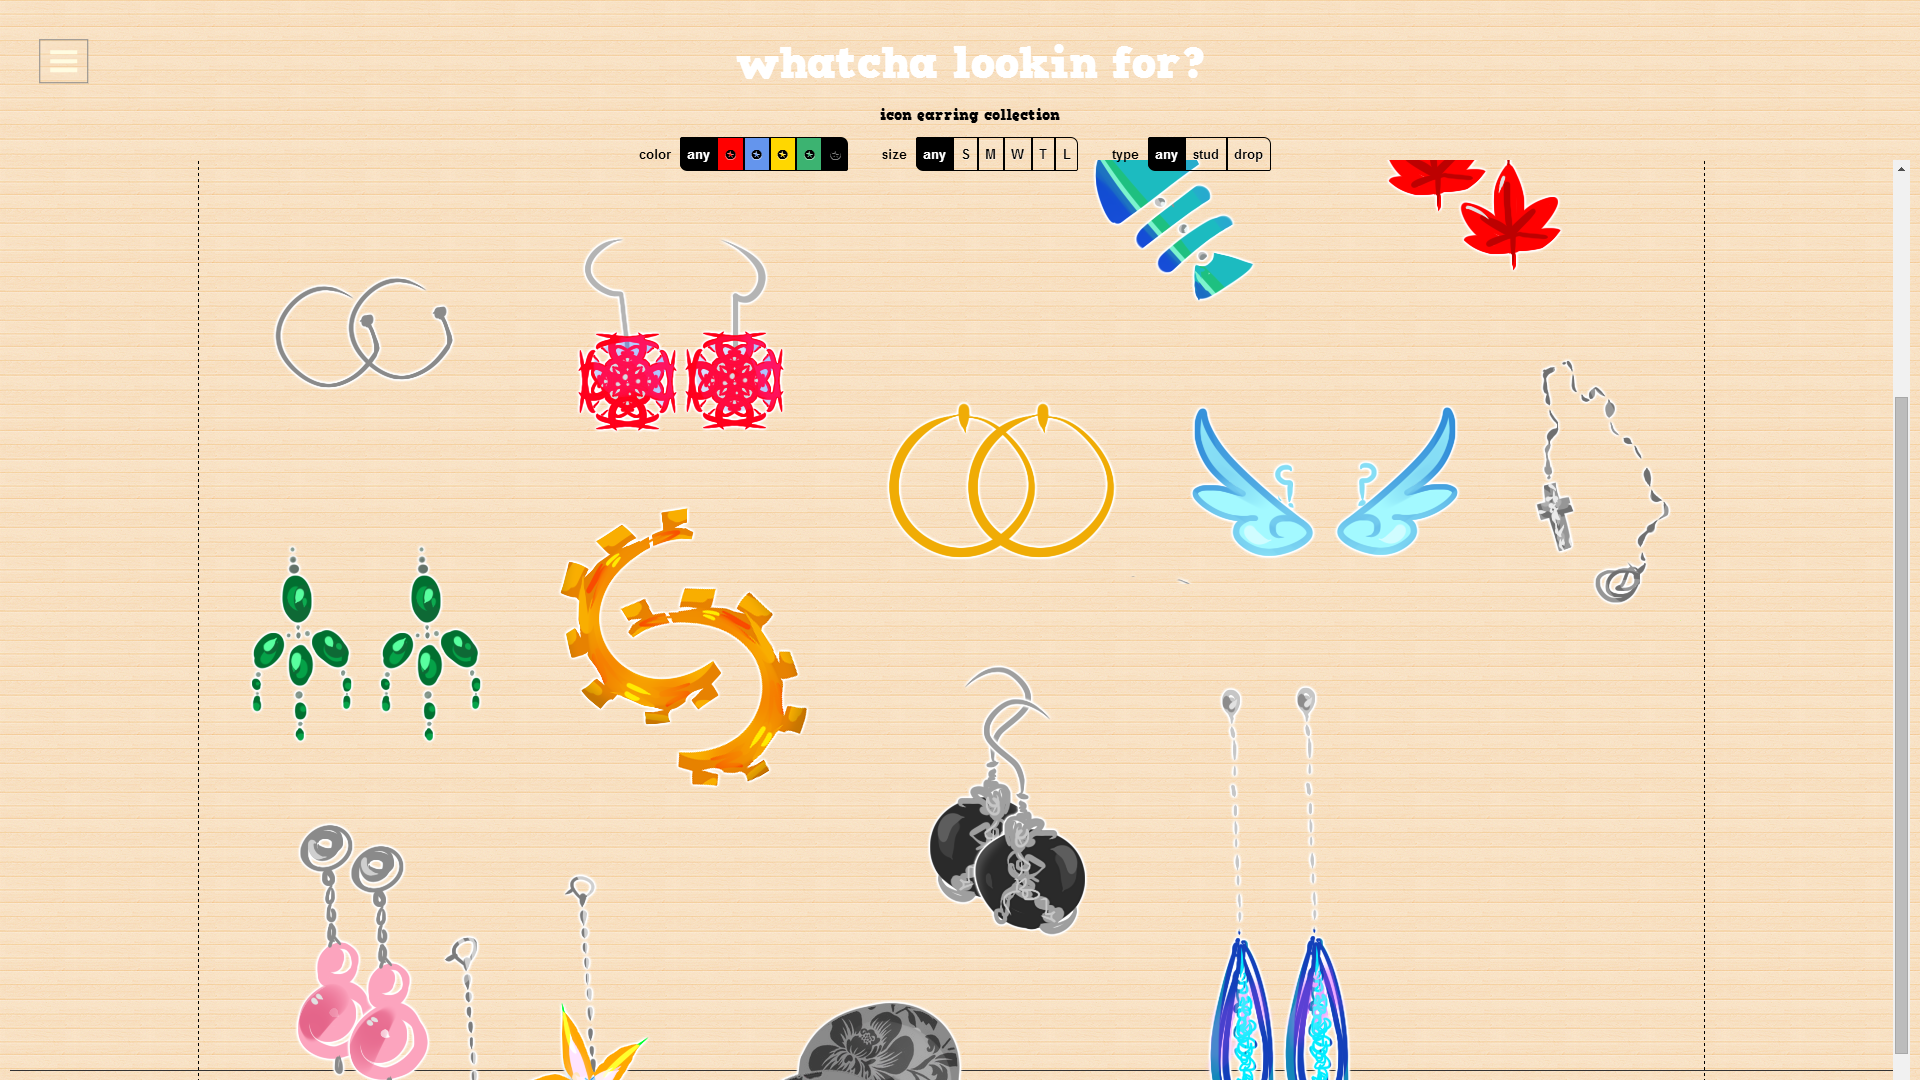 whatcha lookin for?
icon earring collection
color any size any S M W T L type any stud drop